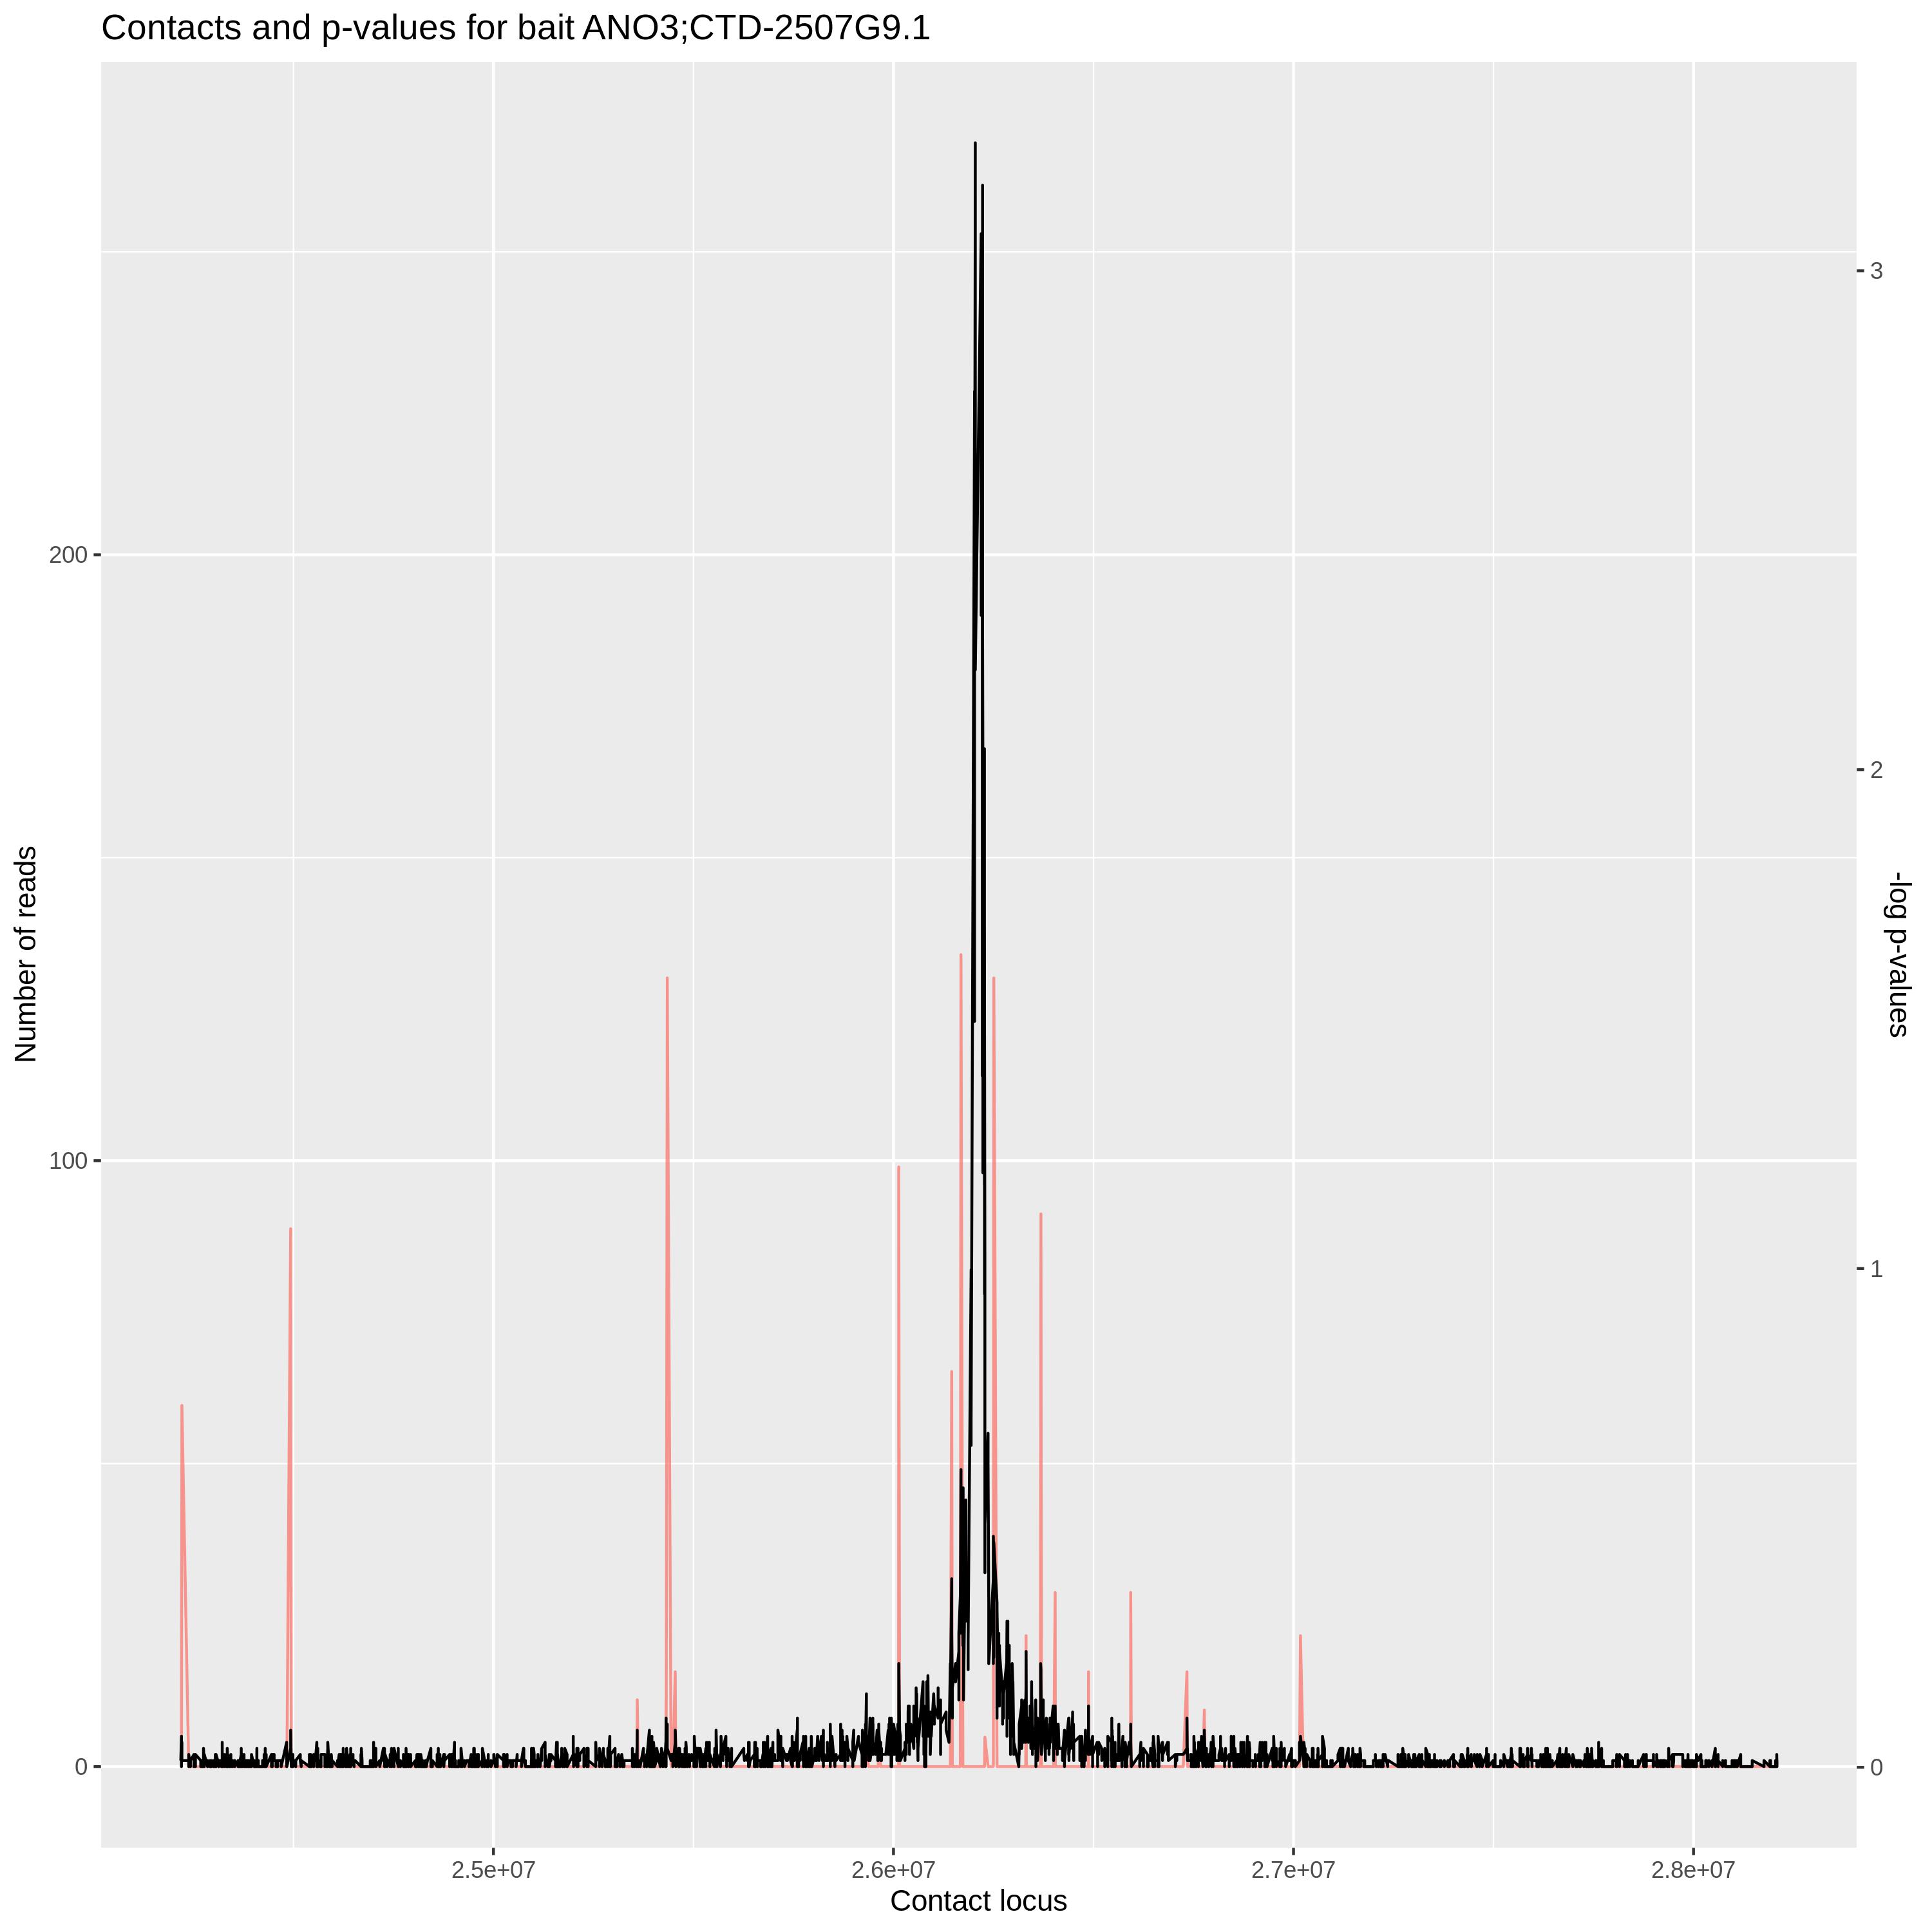 Contacts and p-values for bait ANO3;CTD-2507G9.1
Number of reads
200
100
0
3
2
1
0
-log p-values
2.5e+07
2.6e+07
2.7e+07
2.8e+07
Contact locus